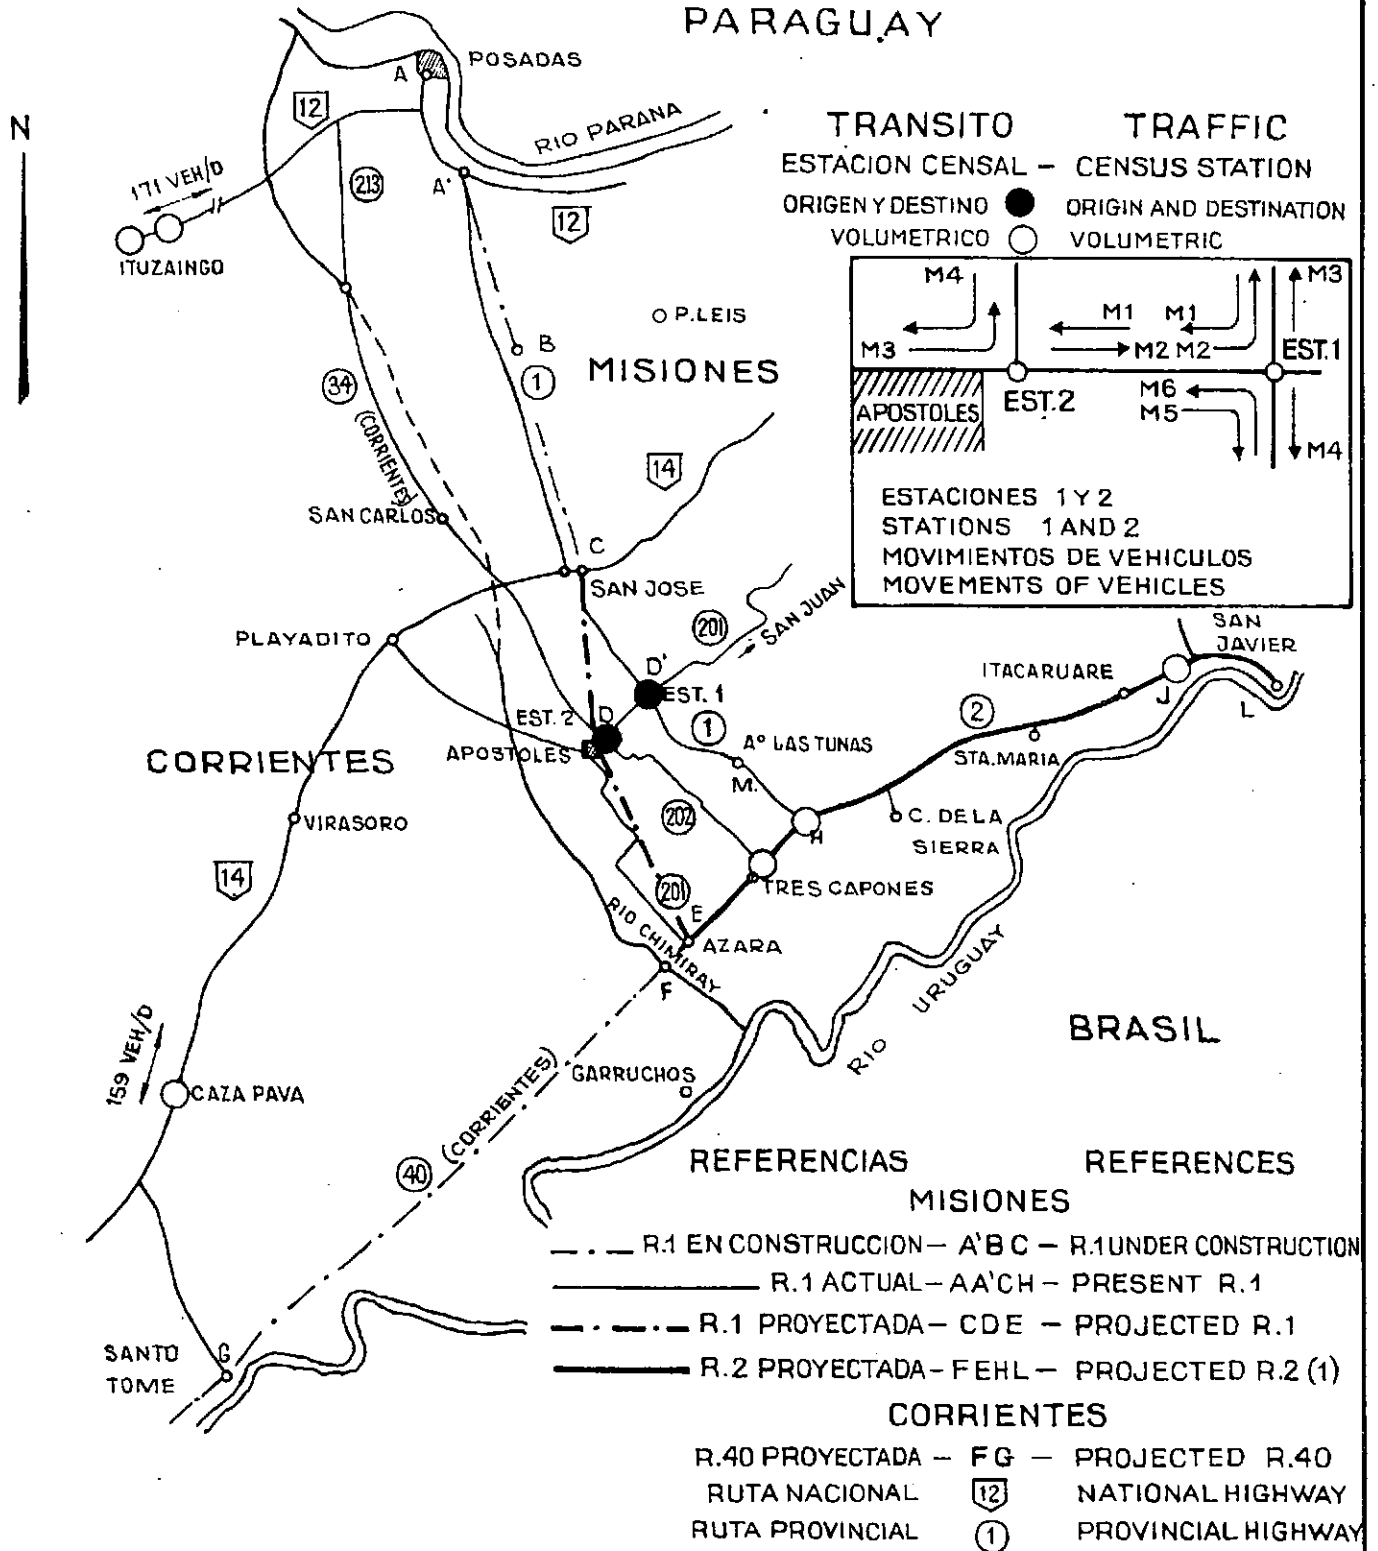 PARAGUAY
POSADAS
A
12
N
RIO PARANA
TRANSITO TRAFFIC
ESTACION CENSAL - CENSUS STATION
ORIGEN Y DESTINO ORIGIN AND DESTINATION
VOLUMETRICO VOLUMETRIC
171 VEH/D
213
A'
12
ITUZAINGO
M4 M3
M1 M1
M3 M2 M2 EST.1
M6
APOSTOLES EST.2 M5
M4
ESTACIONES 1 Y 2
STATIONS 1 AND 2
MOVIMIENTOS DE VEHICULOS
MOVEMENTS OF VEHICLES
P.LEIS
B
MISIONES
34
1
(CORRIENTES)
14
SAN CARLOS
C
SAN JOSE
PLAYADITO
201
SAN JUAN
SAN
JAVIER
D'
ITACARUARE
EST. 1
J
L
EST. 2
D
1
2
CORRIENTES
APOSTOLES
Aº LAS TUNAS
STA. MARIA
M.
VIRASORO
202
H
C. DE LA
SIERRA
14
TRES CAPONES
201
E
RIO CHIMIRAY
AZARA
F
RIO URUGUAY
BRASIL
159 VEH/D
GARRUCHOS
CAZA PAVA
(CORRIENTES)
40
REFERENCIAS REFERENCES
MISIONES
R.1 EN CONSTRUCCION - A'BC - R.1 UNDER CONSTRUCTION
R.1 ACTUAL - AA'CH - PRESENT R.1
R.1 PROYECTADA - CDE - PROJECTED R.1
SANTO
TOME
G
R.2 PROYECTADA - FEHL - PROJECTED R.2 (1)
CORRIENTES
R.40 PROYECTADA - FG - PROJECTED R.40
RUTA NACIONAL 12 NATIONAL HIGHWAY
RUTA PROVINCIAL 1 PROVINCIAL HIGHWAY